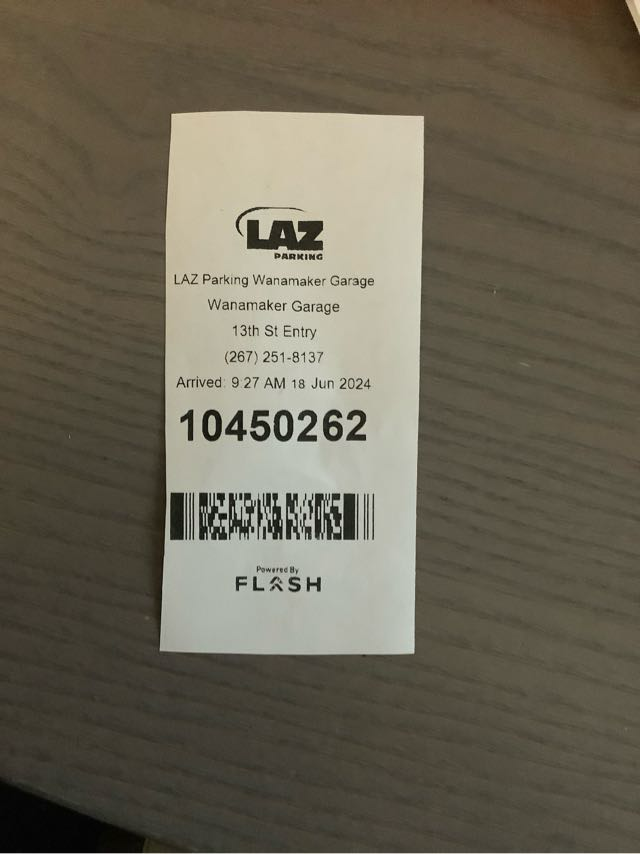 LAZ
PARKING
LAZ Parking Wanamaker Garage
Wanamaker Garage
13th St Entry
(267) 251-8137
Arrived: 9:27 AM 18 Jun 2024
10450262
Powered By
FLASH